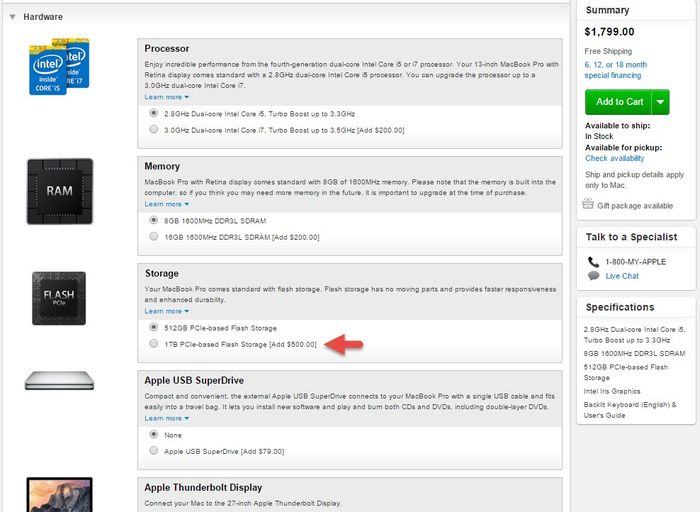 Hardware
intel
inside
CORE i5
intel
Processor
Enjoy incredible performance from the fourth-generation dual-core Intel Core i5 or i7 processor. Your 13-inch MacBook Pro with
Retina display comes standard with a 2.8GHz dual-core Intel Core i5 processor. You can upgrade the processor up to a
3.0GHz dual-core Intel Core i7.
Learn more
2.8GHz Dual-core Intel Core i5, Turbo Boost up to 3.3GHz
3.0GHz Dual-core Intel Core i7, Turbo Boost up to 3.5GHz [Add $200.00]
RAM
Memory
MacBook Pro with Retina display comes standard with 8GB of 1600MHz memory. Please note that the memory is built into the
computer, so if you think you may need more memory in the future, it is important to upgrade at the time of purchase.
Learn more
8GB 1600MHz DDR3L SDRAM
16GB 1600MHz DDR3L SDRAM [Add $200.00]
FLASH
PCIe
Storage
Your MacBook Pro comes standard with flash storage. Flash storage has no moving parts and provides faster responsiveness
and enhanced durability.
Learn more
512GB PCIe-based Flash Storage
1TB PCIe-based Flash Storage [Add $500.00]
Apple USB SuperDrive
Compact and convenient, the external Apple USB SuperDrive connects to your MacBook Pro with a single USB cable and fits
easily into a travel bag. It lets you install new software and play and burn both CDs and DVDs, including double-layer DVDs.
Learn more
None
Apple USB SuperDrive [Add $79.00]
Apple Thunderbolt Display
Connect your Mac to the 27-inch Apple Thunderbolt Display.
Summary
$1,799.00
Free Shipping
6, 12, or 18 month
special financing
Add to Cart
Available to ship:
In Stock
Available for pickup:
Check availability
Ship and pickup details apply
only to Mac.
Gift package available
Talk to a Specialist
1-800-MY-APPLE
Live Chat
Specifications
2.8GHz Dual-core Intel Core i5,
Turbo Boost up to 3.3GHz
8GB 1600MHz DDR3L SDRAM
512GB PCIe-based Flash
Storage
Intel Iris Graphics
Backlit Keyboard (English) &
User's Guide